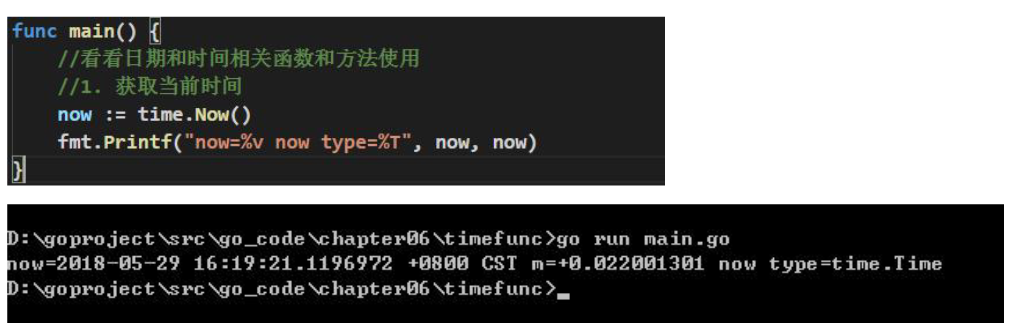 func main() {
//看看日期和时间相关函数和方法使用
//1. 获取当前时间
now := time.Now()
fmt.Printf("now=%v now type=%T", now, now)
}
D:\goproject\src\go_code\chapter06\timefunc>go run main.go
now=2018-05-29 16:19:21.1196972 +0800 CST m=+0.022001301 now type=time.Time
D:\goproject\src\go_code\chapter06\timefunc>_